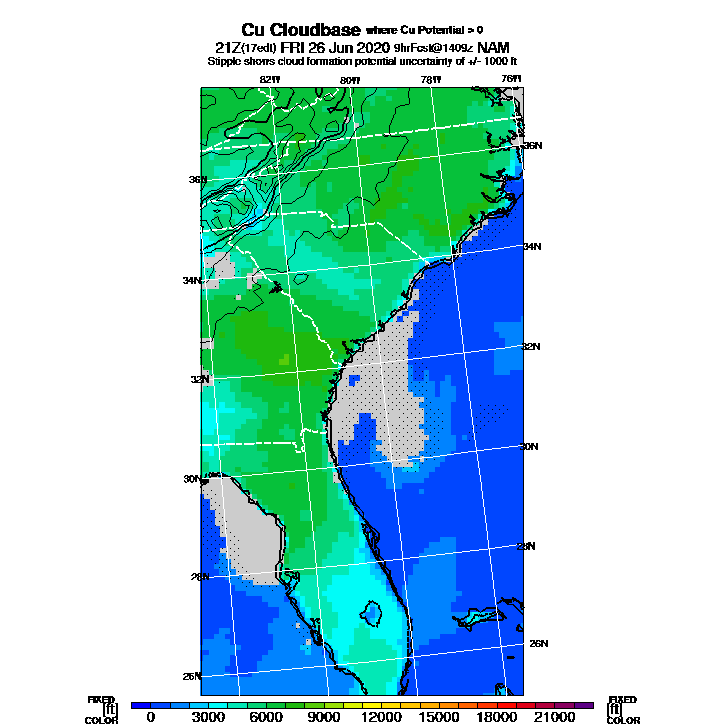 Cu Cloudbase where Cu Potential > 0
21Z(17edt) FRI 26 Jun 2020 9hrFcst@1409z NAM
Stipple shows cloud formation potential uncertainty of +/- 1000 ft
82W 80W 78W 76W
36N
36N
34N
34N
32N
32N
30N
30N
28N
28N
26N
26N
FIXED FIXED
[ft] [ft]
COLOR COLOR
0 3000 6000 9000 12000 15000 18000 21000